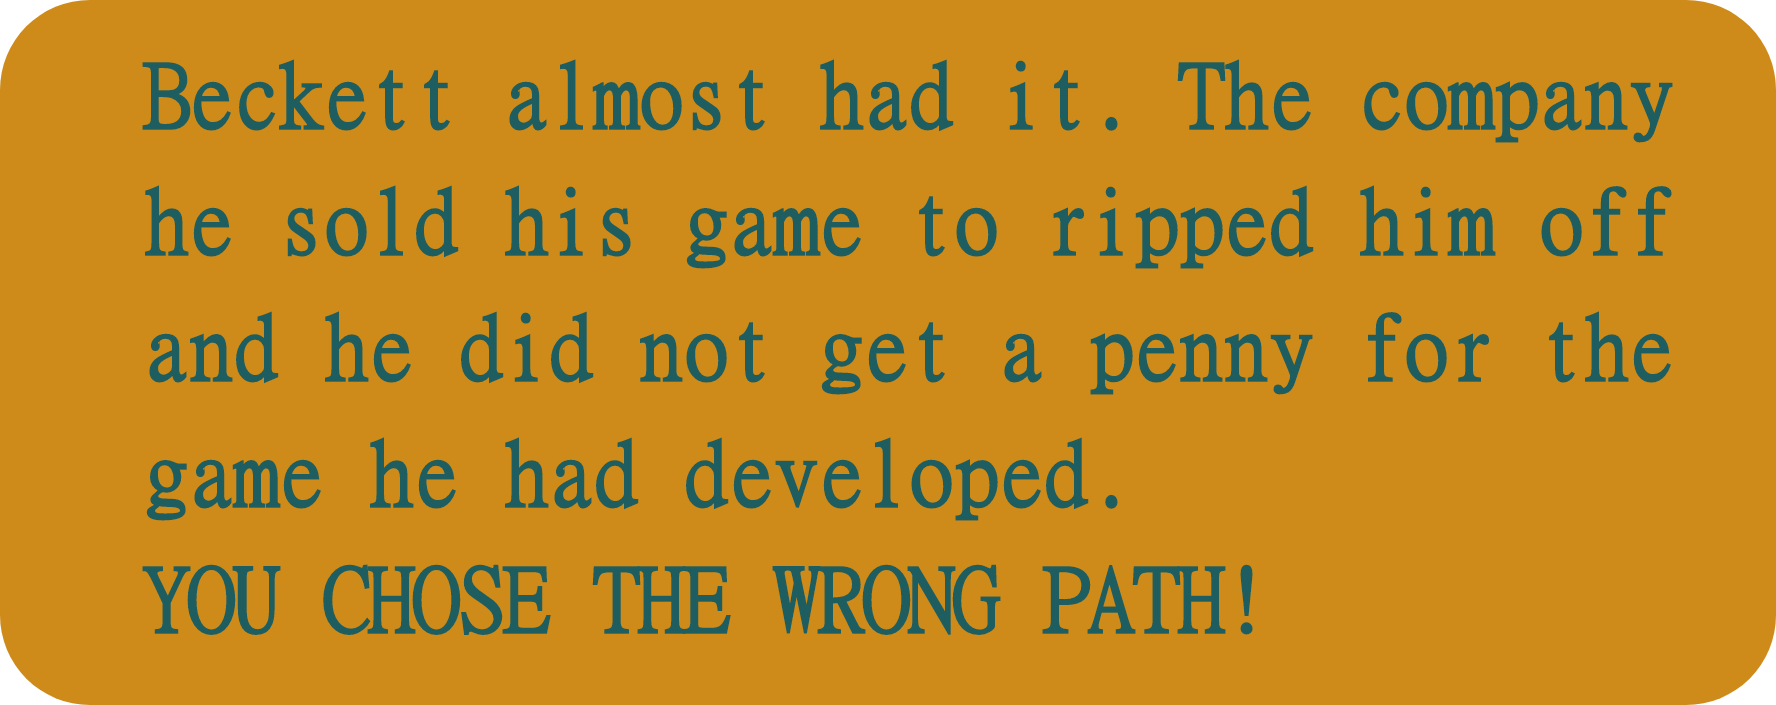 Beckett almost had it. The company
he sold his game to ripped him off
and he did not get a penny for the
game he had developed.
YOU CHOSE THE WRONG PATH!